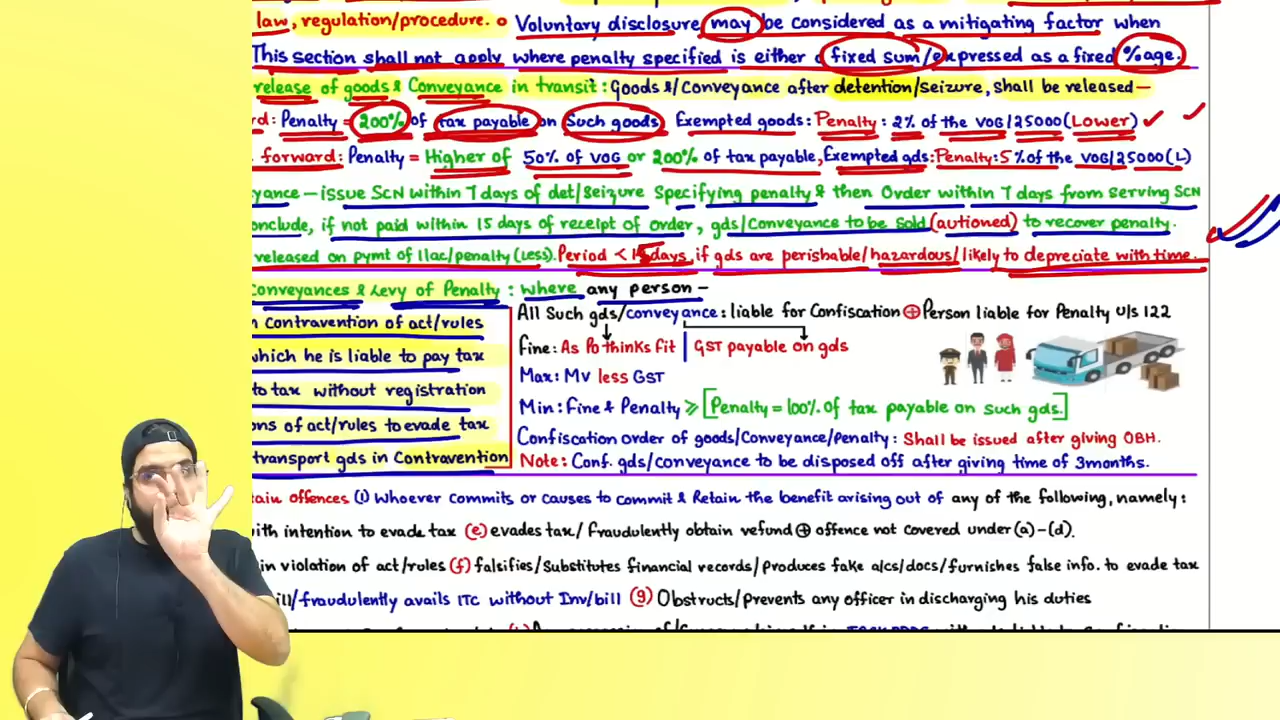 law, regulation/procedure. o Voluntary disclosure may be considered as a mitigating factor when
This section shall not apply where penalty specified is either a fixed sum/expressed as a fixed %age.
release of goods & Conveyance in transit: Goods &/Conveyance after detention/seizure, shall be released—
rd: Penalty = 200% of tax payable on Such goods Exempted goods: Penalty: 2% of the VOG/25000(Lower)
forward: Penalty = Higher of 50% of VOG or 200% of tax payable, Exempted gds: Penalty: 5% of the VOG/25000(L)
yance — issue SCN within 7 days of det/seizure Specifying penalty & then Order within 7 days from serving SCN
onclude, if not paid within 15 days of receipt of order, gds/Conveyance to be sold (autioned) to recover penalty.
released on pymt of 1lac/penalty (Less). Period < 15 days, if gds are perishable/hazardous/likely to depreciate with time.
Conveyances & Levy of Penalty: where any person—
n Contravention of act/rules
which he is liable to pay tax
to tax without registration
ons of act/rules to evade tax
transport gds in Contravention
All Such gds/conveyance: liable for Confiscation ⊕ Person liable for Penalty U/S 122
Fine: As Po thinks fit | GST payable on gds
Max: MV less GST
Min: Fine & Penalty ≥ [Penalty = 100% of tax payable on such gds.]
Confiscation order of goods/Conveyance/Penalty: Shall be issued after giving OBH.
Note: Conf. gds/conveyance to be disposed off after giving time of 3months.
tain offences (1) Whoever commits or causes to commit & Retain the benefit arising out of any of the following, namely:
with intention to evade tax (e) evades tax/ fraudulently obtain refund ⊕ offence not covered under (a)-(d).
in violation of act/rules (f) falsifies/Substitutes financial records/Produces fake a/cs/docs/furnishes false info. to evade tax
ill/fraudulently avails ITC without Inv/bill (g) Obstructs/prevents any officer in discharging his duties